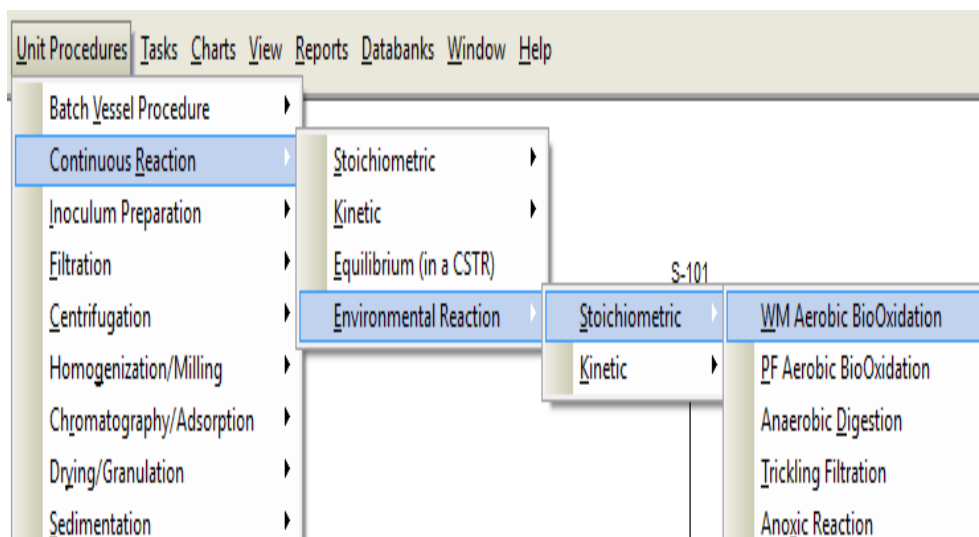 Unit Procedures Tasks Charts View Reports Databanks Window Help
Batch Vessel Procedure
Continuous Reaction
Inoculum Preparation
Filtration
Centrifugation
Homogenization/Milling
Chromatography/Adsorption
Drying/Granulation
Sedimentation
Stoichiometric
Kinetic
Equilibrium (in a CSTR)
Environmental Reaction
S-101
Stoichiometric
Kinetic
WM Aerobic BioOxidation
PF Aerobic BioOxidation
Anaerobic Digestion
Trickling Filtration
Anoxic Reaction